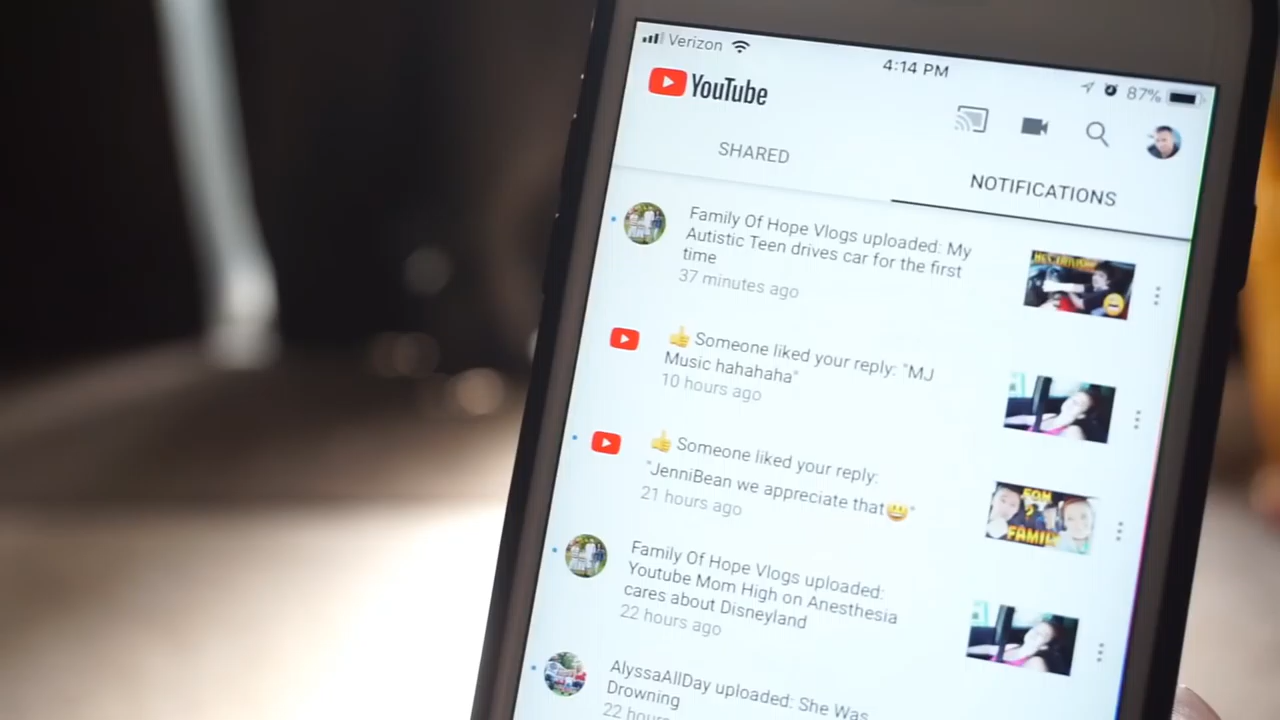 Verizon
4:14 PM
87%
YouTube
SHARED
NOTIFICATIONS
Family Of Hope Vlogs uploaded: My
Autistic Teen drives car for the first
time
37 minutes ago
👍 Someone liked your reply: "MJ
Music hahahaha"
10 hours ago
👍 Someone liked your reply:
"JenniBean we appreciate that😃"
21 hours ago
FAMILY
Family Of Hope Vlogs uploaded:
Youtube Mom High on Anesthesia
cares about Disneyland
22 hours ago
AlyssaAllDay uploaded: She Was
Drowning
22 hours